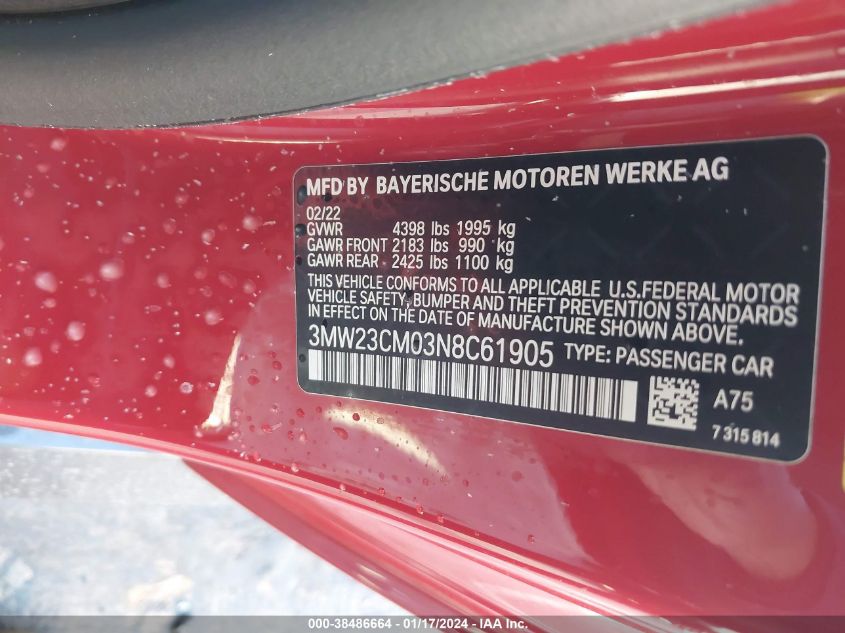 MFD BY BAYERISCHE MOTOREN WERKE AG
02/22
GVWR 4398 lbs 1995 kg
GAWR FRONT 2183 lbs 990 kg
GAWR REAR - 2425 lbs 1100 kg
THIS VEHICLE CONFORMS TO ALL APPLICABLE U.S.FEDERAL MOTOR
VEHICLE SAFETY, BUMPER AND THEFT PREVENTION STANDARDS
IN EFFECT ON THE DATE OF MANUFACTURE SHOWN ABOVE.
3MW23CM03N8C61905 TYPE: PASSENGER CAR
A75
7 315 814
000-38486664 - 01/17/2024 - IAA